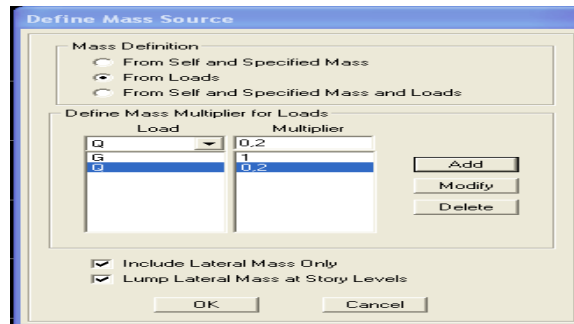 Define Mass Source
Mass Definition
From Self and Specified Mass
From Loads
From Self and Specified Mass and Loads
Define Mass Multiplier for Loads
Load Multiplier
Q 0,2
G 1
Q 0,2
Add
Modify
Delete
Include Lateral Mass Only
Lump Lateral Mass at Story Levels
OK Cancel